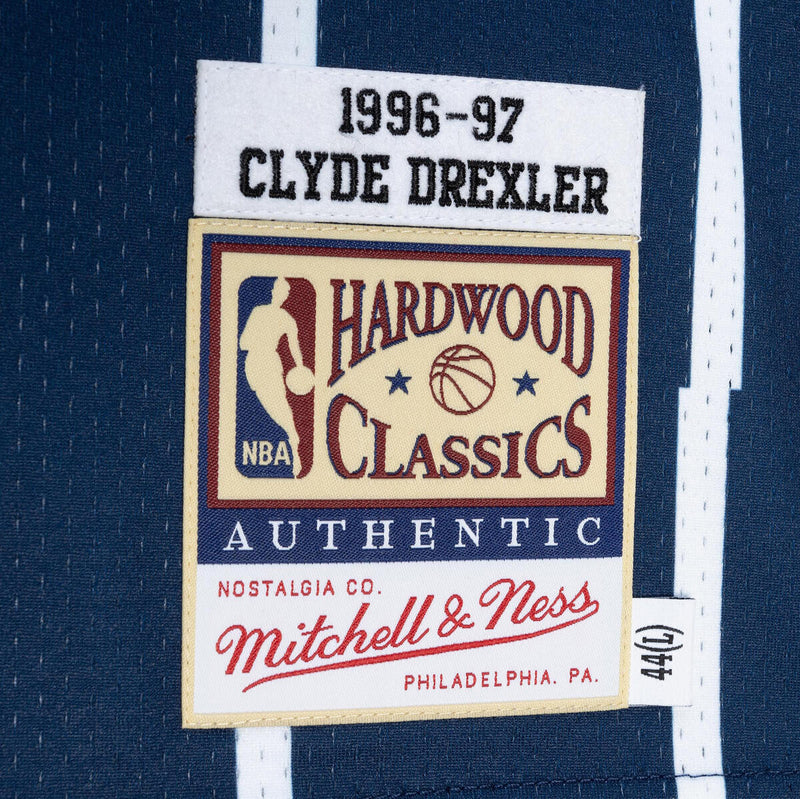 1996-97
CLYDE DREXLER
HARDWOOD
CLASSICS
NBA
AUTHENTIC
NOSTALGIA CO.
Mitchell & Ness
PHILADELPHIA. PA.
44(L)